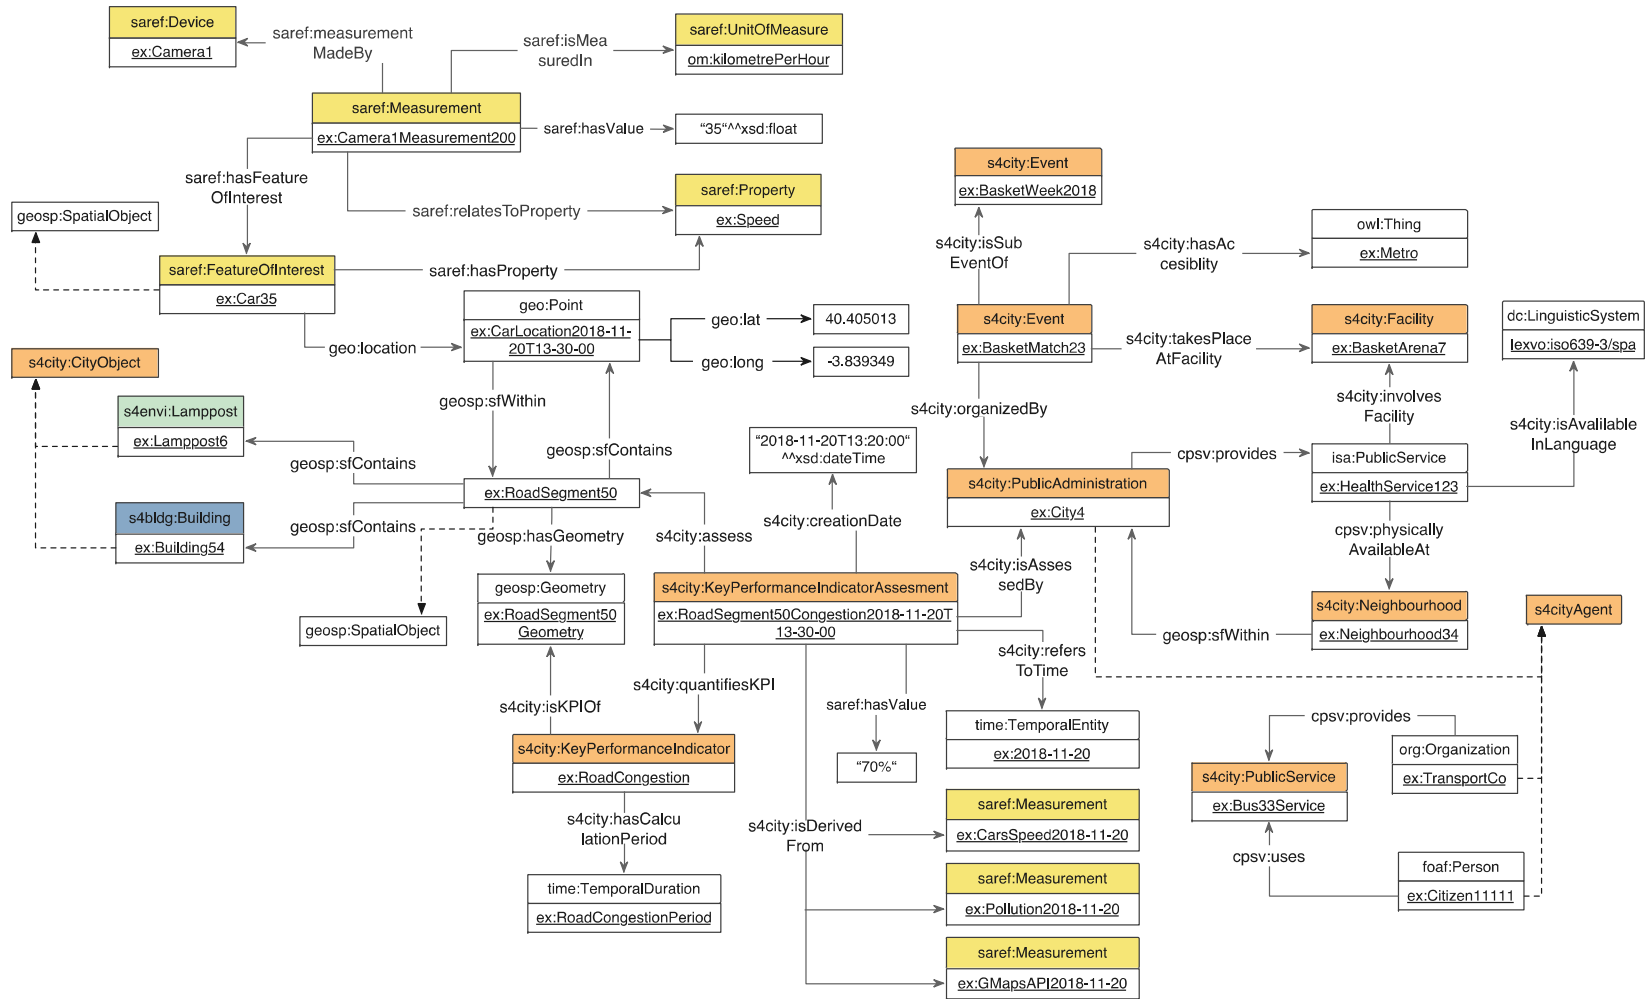 saref:Device
ex:Camera1
saref:measurement
MadeBy
saref:isMea
suredIn
saref:UnitOfMeasure
om:kilometrePerHour
saref:Measurement
ex:Camera1Measurement200
saref:hasValue
"35"^^xsd:float
saref:hasFeature
OfInterest
saref:relatesToProperty
saref:Property
ex:Speed
geosp:SpatialObject
saref:FeatureOfInterest
ex:Car35
saref:hasProperty
geo:location
geo:Point
ex:CarLocation2018-11-
20T13-30-00
geo:lat
40.405013
geo:long
-3.839349
s4city:CityObject
s4envi:Lamppost
ex:Lamppost6
geosp:sfContains
geosp:sfWithin
geosp:sfContains
ex:RoadSegment50
s4bldg:Building
ex:Building54
geosp:sfContains
geosp:hasGeometry
geosp:SpatialObject
geosp:Geometry
ex:RoadSegment50
Geometry
s4city:assess
"2018-11-20T13:20:00"
^^xsd:dateTime
s4city:creationDate
s4city:KeyPerformanceIndicatorAssesment
ex:RoadSegment50Congestion2018-11-20T
13-30-00
s4city:isKPIOf
s4city:quantifiesKPI
s4city:KeyPerformanceIndicator
ex:RoadCongestion
s4city:hasCalcu
lationPeriod
time:TemporalDuration
ex:RoadCongestionPeriod
saref:hasValue
"70%"
s4city:refers
ToTime
time:TemporalEntity
ex:2018-11-20
s4city:isDerived
From
saref:Measurement
ex:CarsSpeed2018-11-20
saref:Measurement
ex:Pollution2018-11-20
saref:Measurement
ex:GMapsAPI2018-11-20
s4city:Event
ex:BasketWeek2018
s4city:isSub
EventOf
s4city:hasAc
cesiblity
owl:Thing
ex:Metro
s4city:Event
ex:BasketMatch23
s4city:takesPlace
AtFacility
s4city:Facility
ex:BasketArena7
dc:LinguisticSystem
lexvo:iso639-3/spa
s4city:organizedBy
s4city:involves
Facility
s4city:isAvalilable
InLanguage
cpsv:provides
isa:PublicService
ex:HealthService123
s4city:PublicAdministration
ex:City4
s4city:isAsses
sedBy
cpsv:physically
AvailableAt
s4city:Neighbourhood
ex:Neighbourhood34
geosp:sfWithin
s4cityAgent
cpsv:provides
org:Organization
ex:TransportCo
s4city:PublicService
ex:Bus33Service
cpsv:uses
foaf:Person
ex:Citizen11111